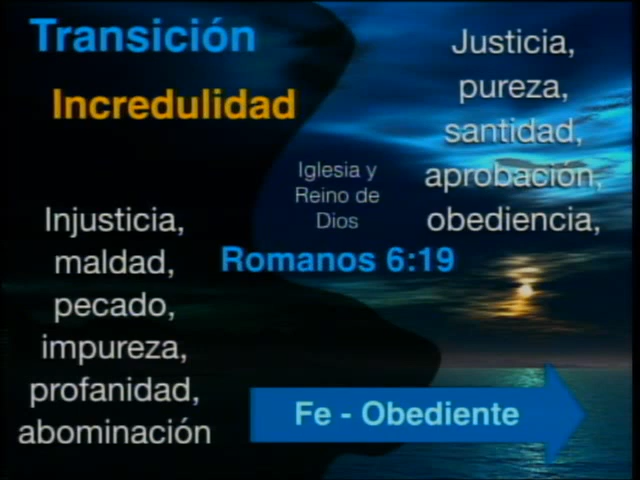 Transición
Incredulidad
Injusticia,
maldad,
pecado,
impureza,
profanidad,
abominación
Iglesia y
Reino de
Dios
Romanos 6:19
Justicia,
pureza,
santidad,
aprobación,
obediencia,
Fe - Obediente